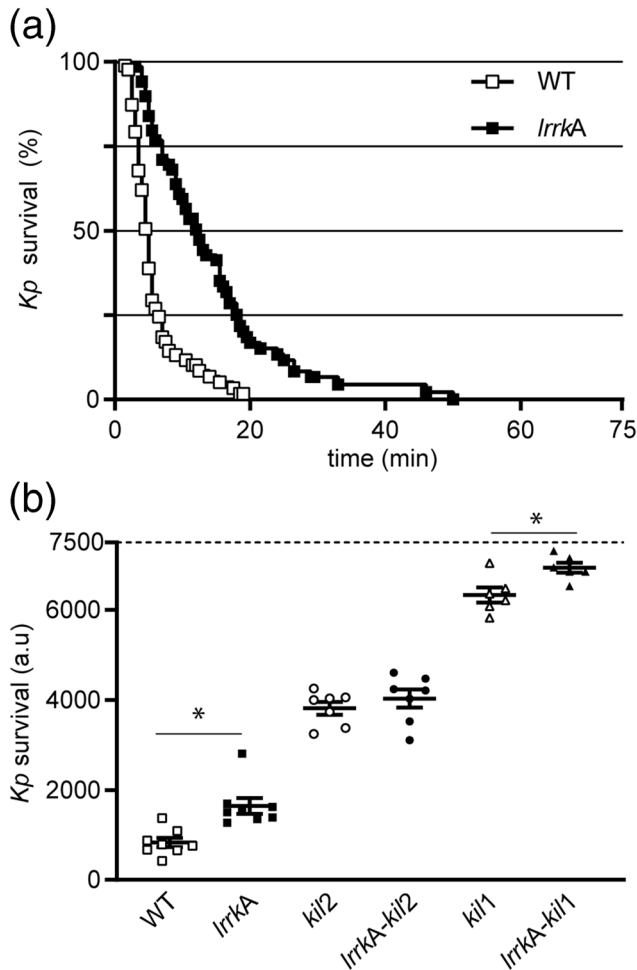 (a)
100
50
0
Kp survival (%)
WT
lrrkA
0 20 40 60 75
time (min)
(b)
7500
6000
4000
2000
0
Kp survival (a.u)
*
*
WT
lrrkA
kil2
lrrkA-kil2
kil1
lrrkA-kil1